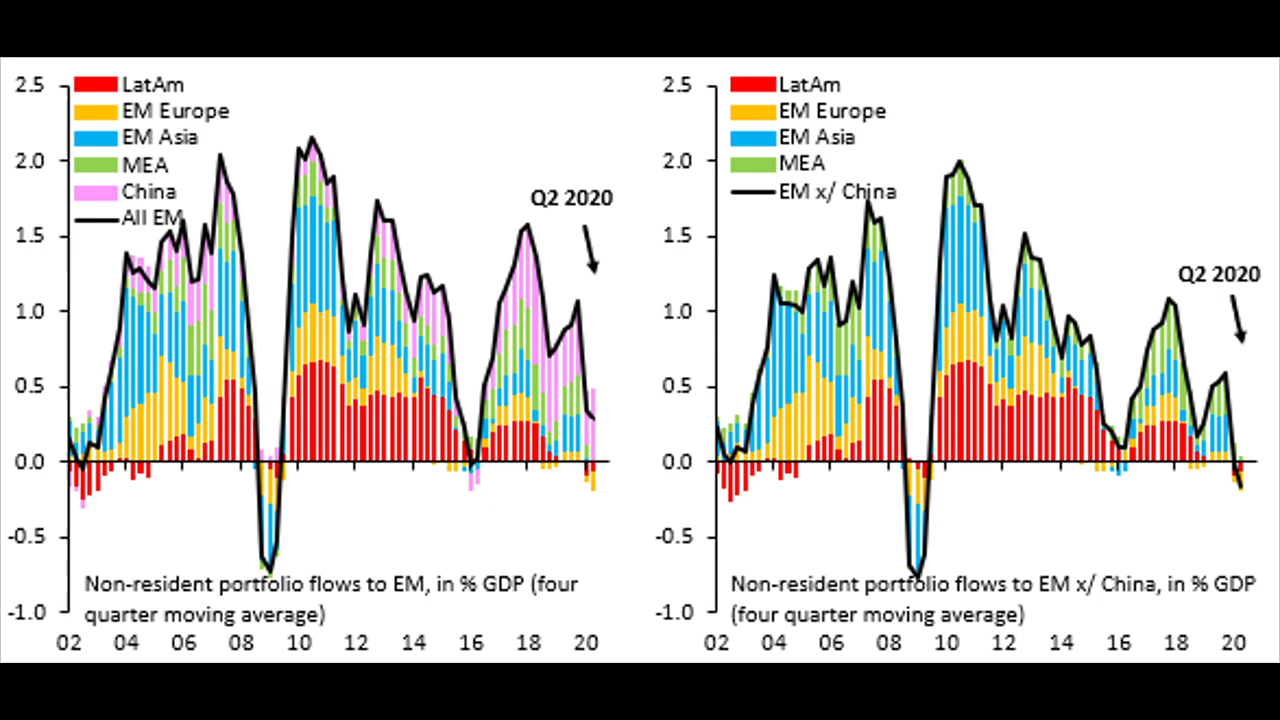 2.5
2.0
1.5
1.0
0.5
0.0
-0.5
-1.0
LatAm
EM Europe
EM Asia
MEA
China
All EM
Q2 2020
Non-resident portfolio flows to EM, in % GDP (four
quarter moving average)
02 04 06 08 10 12 14 16 18 20
2.5
2.0
1.5
1.0
0.5
0.0
-0.5
-1.0
LatAm
EM Europe
EM Asia
MEA
EM x/ China
Q2 2020
Non-resident portfolio flows to EM x/ China, in % GDP
(four quarter moving average)
02 04 06 08 10 12 14 16 18 20